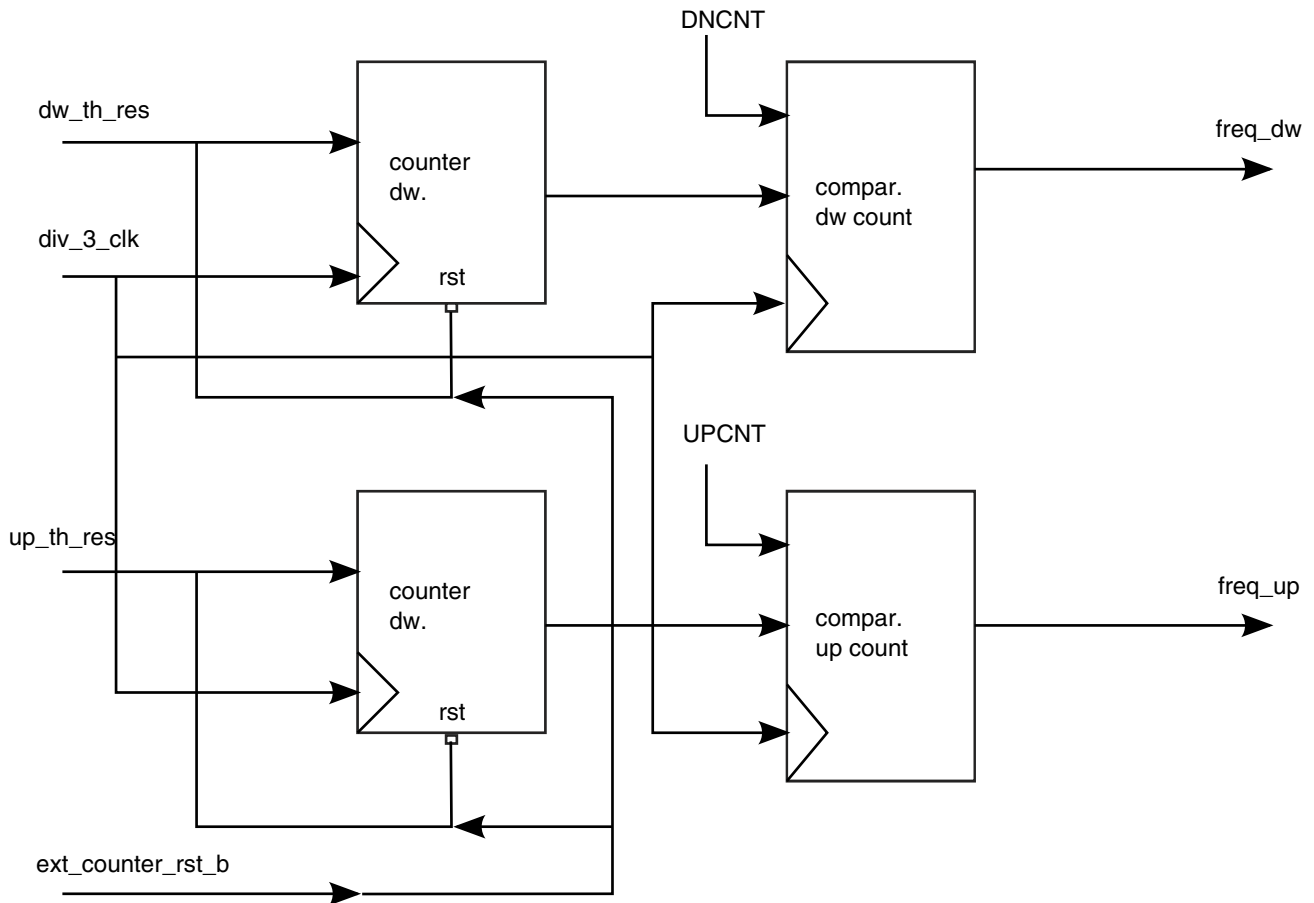 DNCNT
dw_th_res
freq_dw
counter
dw.
compar.
dw count
div_3_clk
rst
UPCNT
up_th_res
freq_up
counter
dw.
compar.
up count
rst
ext_counter_rst_b